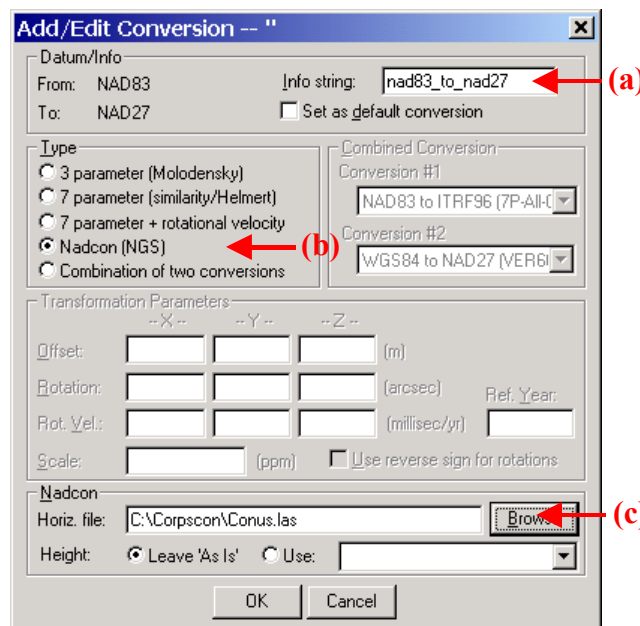 Add/Edit Conversion -- ''
Datum/Info
From: NAD83 Info string: nad83_to_nad27 (a)
To: NAD27 Set as default conversion
Type
3 parameter (Molodensky)
7 parameter (similarity/Helmert)
7 parameter + rotational velocity
Nadcon (NGS) (b)
Combination of two conversions
Combined Conversion
Conversion #1
NAD83 to ITRF96 (7P-All-
Conversion #2
WGS84 to NAD27 (VER6
Transformation Parameters
--X-- --Y-- --Z--
Offset: (m)
Rotation: (arcsec) Ref. Year:
Rot. Vel.: (millisec/yr)
Scale: (ppm) Use reverse sign for rotations
Nadcon
Horiz. file: C:\Corpscon\Conus.las Brows (c)
Height: Leave 'As Is' Use:
OK Cancel